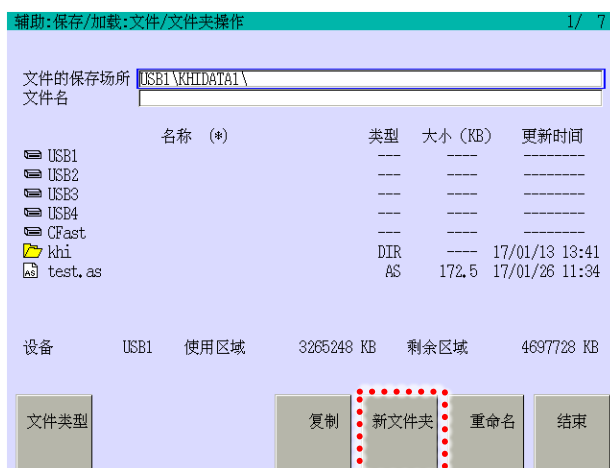 辅助:保存/加载:文件/文件夹操作 1/ 7
文件的保存场所 USB1\KHIDATA1\
文件名
名称 (*) 类型 大小 (KB) 更新时间
USB1 --- ---- --------
USB2 --- ---- --------
USB3 --- ---- --------
USB4 --- ---- --------
CFast --- ---- --------
khi DIR ---- 17/01/13 13:41
AS test.as AS 172.5 17/01/26 11:34
设备 USB1 使用区域 3265248 KB 剩余区域 4697728 KB
文件类型 复制 新文件夹 重命名 结束